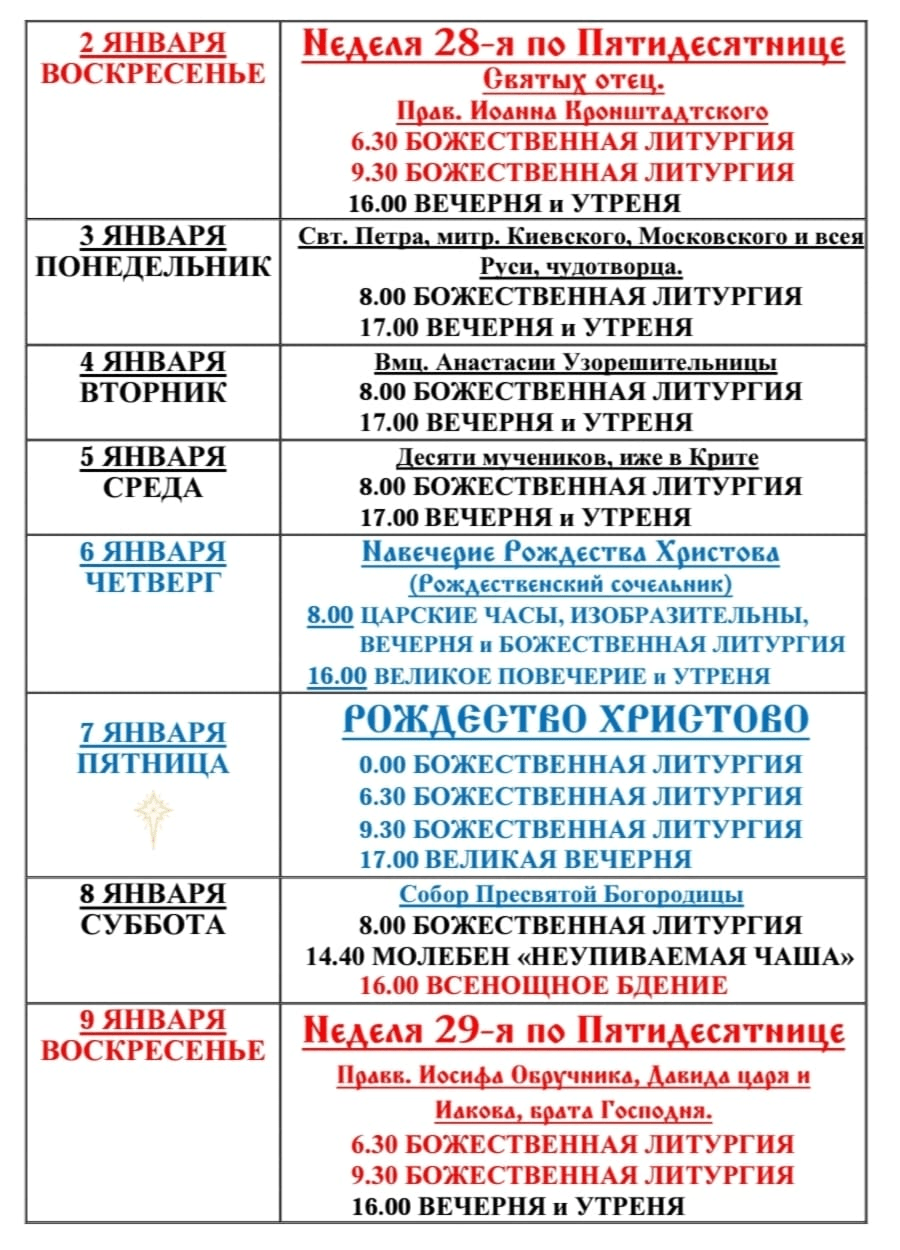 2 ЯНВАРЯ
ВОСКРЕСЕНЬЕ
Неделя 28-я по Пятидесятнице
Святых отец.
Прав. Иоанна Кронштадтского
6.30 БОЖЕСТВЕННАЯ ЛИТУРГИЯ
9.30 БОЖЕСТВЕННАЯ ЛИТУРГИЯ
16.00 ВЕЧЕРНЯ и УТРЕНЯ
3 ЯНВАРЯ
ПОНЕДЕЛЬНИК
Свт. Петра, митр. Киевского, Московского и всея
Руси, чудотворца.
8.00 БОЖЕСТВЕННАЯ ЛИТУРГИЯ
17.00 ВЕЧЕРНЯ и УТРЕНЯ
4 ЯНВАРЯ
ВТОРНИК
Вмц. Анастасии Узорешительницы
8.00 БОЖЕСТВЕННАЯ ЛИТУРГИЯ
17.00 ВЕЧЕРНЯ и УТРЕНЯ
5 ЯНВАРЯ
СРЕДА
Десяти мучеников, иже в Крите
8.00 БОЖЕСТВЕННАЯ ЛИТУРГИЯ
17.00 ВЕЧЕРНЯ и УТРЕНЯ
6 ЯНВАРЯ
ЧЕТВЕРГ
Навечерие Рождества Христова
(Рождественский сочельник)
8.00 ЦАРСКИЕ ЧАСЫ, ИЗОБРАЗИТЕЛЬНЫ,
ВЕЧЕРНЯ и БОЖЕСТВЕННАЯ ЛИТУРГИЯ
16.00 ВЕЛИКОЕ ПОВЕЧЕРИЕ и УТРЕНЯ
7 ЯНВАРЯ
ПЯТНИЦА
РОЖДЕСТВО ХРИСТОВО
0.00 БОЖЕСТВЕННАЯ ЛИТУРГИЯ
6.30 БОЖЕСТВЕННАЯ ЛИТУРГИЯ
9.30 БОЖЕСТВЕННАЯ ЛИТУРГИЯ
17.00 ВЕЛИКАЯ ВЕЧЕРНЯ
8 ЯНВАРЯ
СУББОТА
Собор Пресвятой Богородицы
8.00 БОЖЕСТВЕННАЯ ЛИТУРГИЯ
14.40 МОЛЕБЕН «НЕУПИВАЕМАЯ ЧАША»
16.00 ВСЕНОЩНОЕ БДЕНИЕ
9 ЯНВАРЯ
ВОСКРЕСЕНЬЕ
Неделя 29-я по Пятидесятнице
Правв. Иосифа Обручника, Давида царя и
Иакова, брата Господня.
6.30 БОЖЕСТВЕННАЯ ЛИТУРГИЯ
9.30 БОЖЕСТВЕННАЯ ЛИТУРГИЯ
16.00 ВЕЧЕРНЯ и УТРЕНЯ